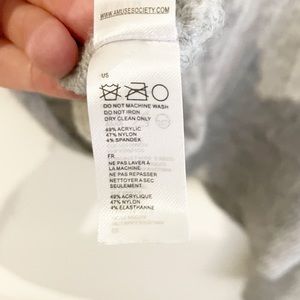 WWW.AMUSESOCIETY.COM
US
DO NOT MACHINE WASH
DO NOT IRON
DRY CLEAN ONLY
49% ACRYLIC
47% NYLON
4% SPANDEX
FR
NE PAS LAVER À
LA MACHINE
NE PAS REPASSER
NETTOYER A SEC
SEULEMENT.
49% ACRYLIQUE
47% NYLON
4% ELASTHANNE